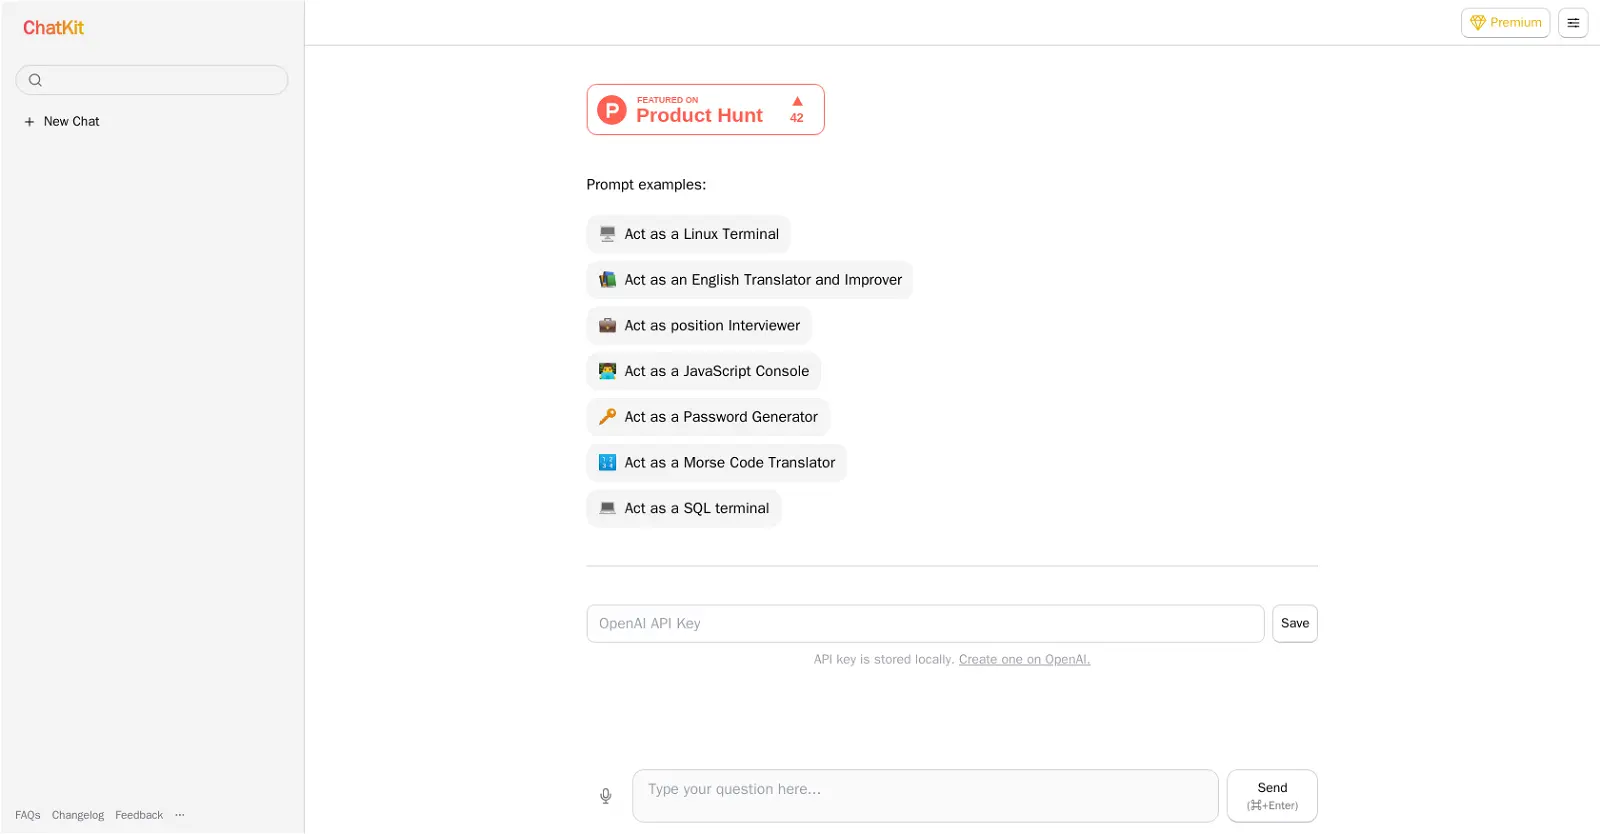 ChatKit
+ New Chat
Premium
P
FEATURED ON
Product Hunt
▲
42
Prompt examples:
Act as a Linux Terminal
Act as an English Translator and Improver
Act as position Interviewer
Act as a JavaScript Console
Act as a Password Generator
Act as a Morse Code Translator
Act as a SQL terminal
OpenAI API Key
Save
API key is stored locally. Create one on OpenAI.
Type your question here...
Send
(⌘+Enter)
FAQs Changelog Feedback ···